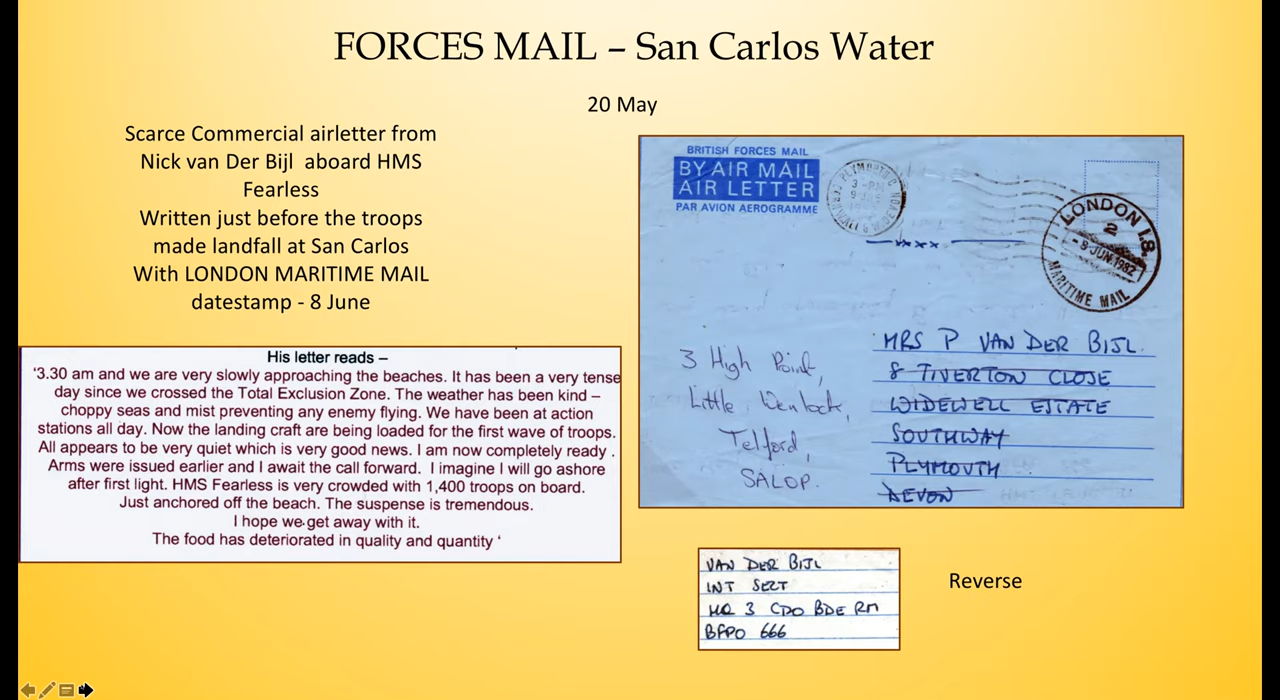 FORCES MAIL – San Carlos Water
20 May
Scarce Commercial airletter from
Nick van Der Bijl aboard HMS
Fearless
Written just before the troops
made landfall at San Carlos
With LONDON MARITIME MAIL
datestamp - 8 June
His letter reads –
'3.30 am and we are very slowly approaching the beaches. It has been a very tense
day since we crossed the Total Exclusion Zone. The weather has been kind –
choppy seas and mist preventing any enemy flying. We have been at action
stations all day. Now the landing craft are being loaded for the first wave of troops.
All appears to be very quiet which is very good news. I am now completely ready .
Arms were issued earlier and I await the call forward. I imagine I will go ashore
after first light. HMS Fearless is very crowded with 1,400 troops on board.
Just anchored off the beach. The suspense is tremendous.
I hope we get away with it.
The food has deteriorated in quality and quantity '
BRITISH FORCES MAIL
BY AIR MAIL
AIR LETTER
PAR AVION AEROGRAMME
PLYMOUTH
3 -PM
LONDON I.S.
2
-8 JUN 1982
MARITIME MAIL
MRS P VAN DER BIJL.
8 TIVERTON CLOSE
WIDEWELL ESTATE
SOUTHWAY
PLYMOUTH
DEVON
3 High Point,
Little Wenlock,
Telford,
SALOP.
VAN DER BIJL
INT SECT
HQ 3 CDO BDE RM
BFPO 666
Reverse